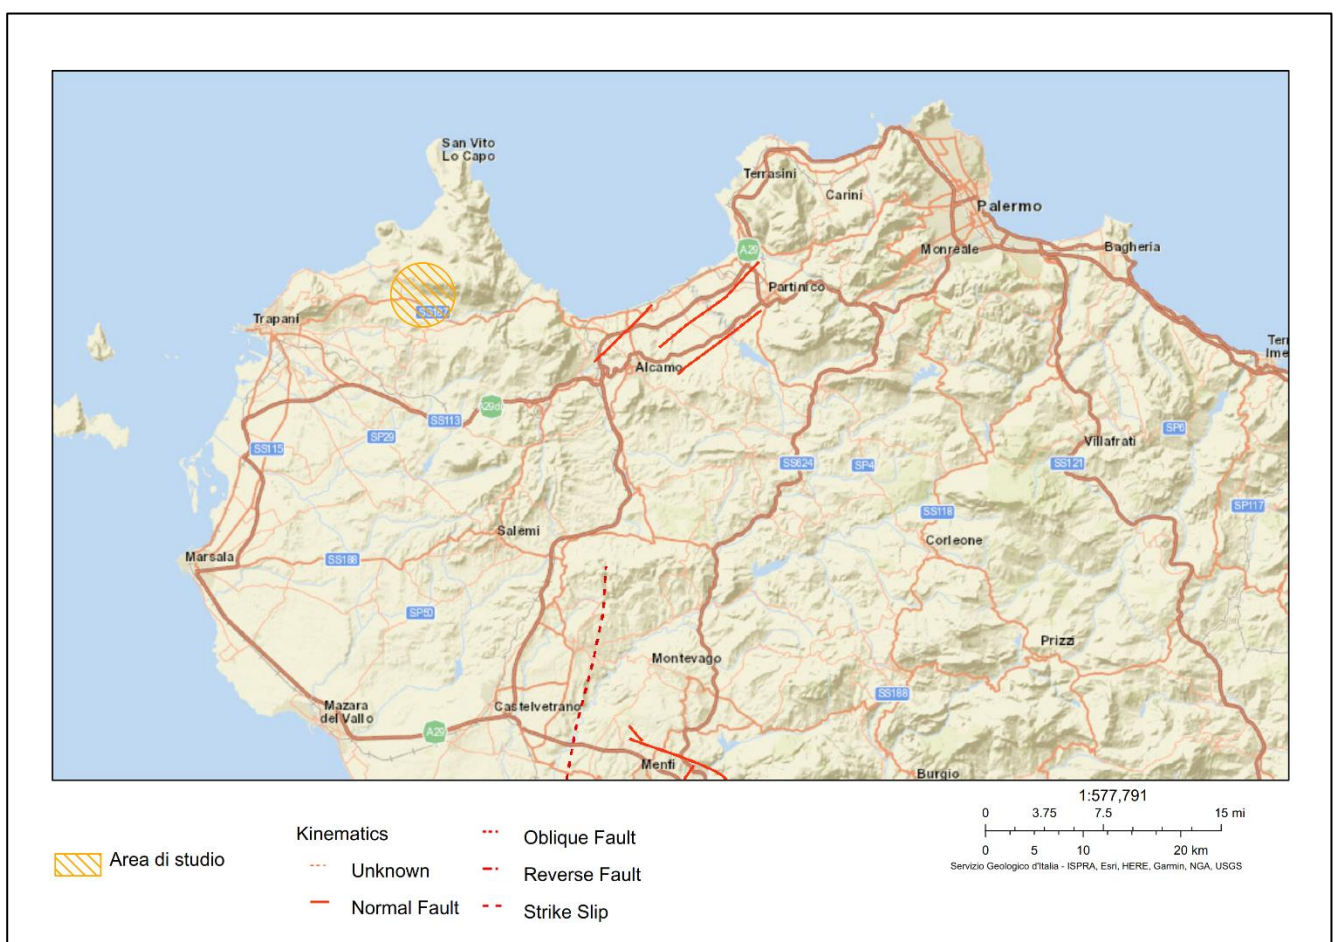 San Vito
Lo Capo
Terrasini
Carini
Palermo
Monreale
Bagheria
A29
Partinico
Trapani
SS187
Alcamo
SS113
SP29
SS115
SS624
SP4
Villafrati
SP6
SS121
Salemi
SS118
SP117
Corleone
Marsala
SS188
SP50
Prizzi
Montevago
SS188
Mazara
del Vallo
Castelvetrano
A29
Menfi
Burgio
1:577,791
0 3.75 7.5 15 mi
0 5 10 20 km
Servizio Geologico d'Italia - ISPRA, Esri, HERE, Garmin, NGA, USGS
Area di studio
Kinematics
Unknown
Normal Fault
Oblique Fault
Reverse Fault
Strike Slip